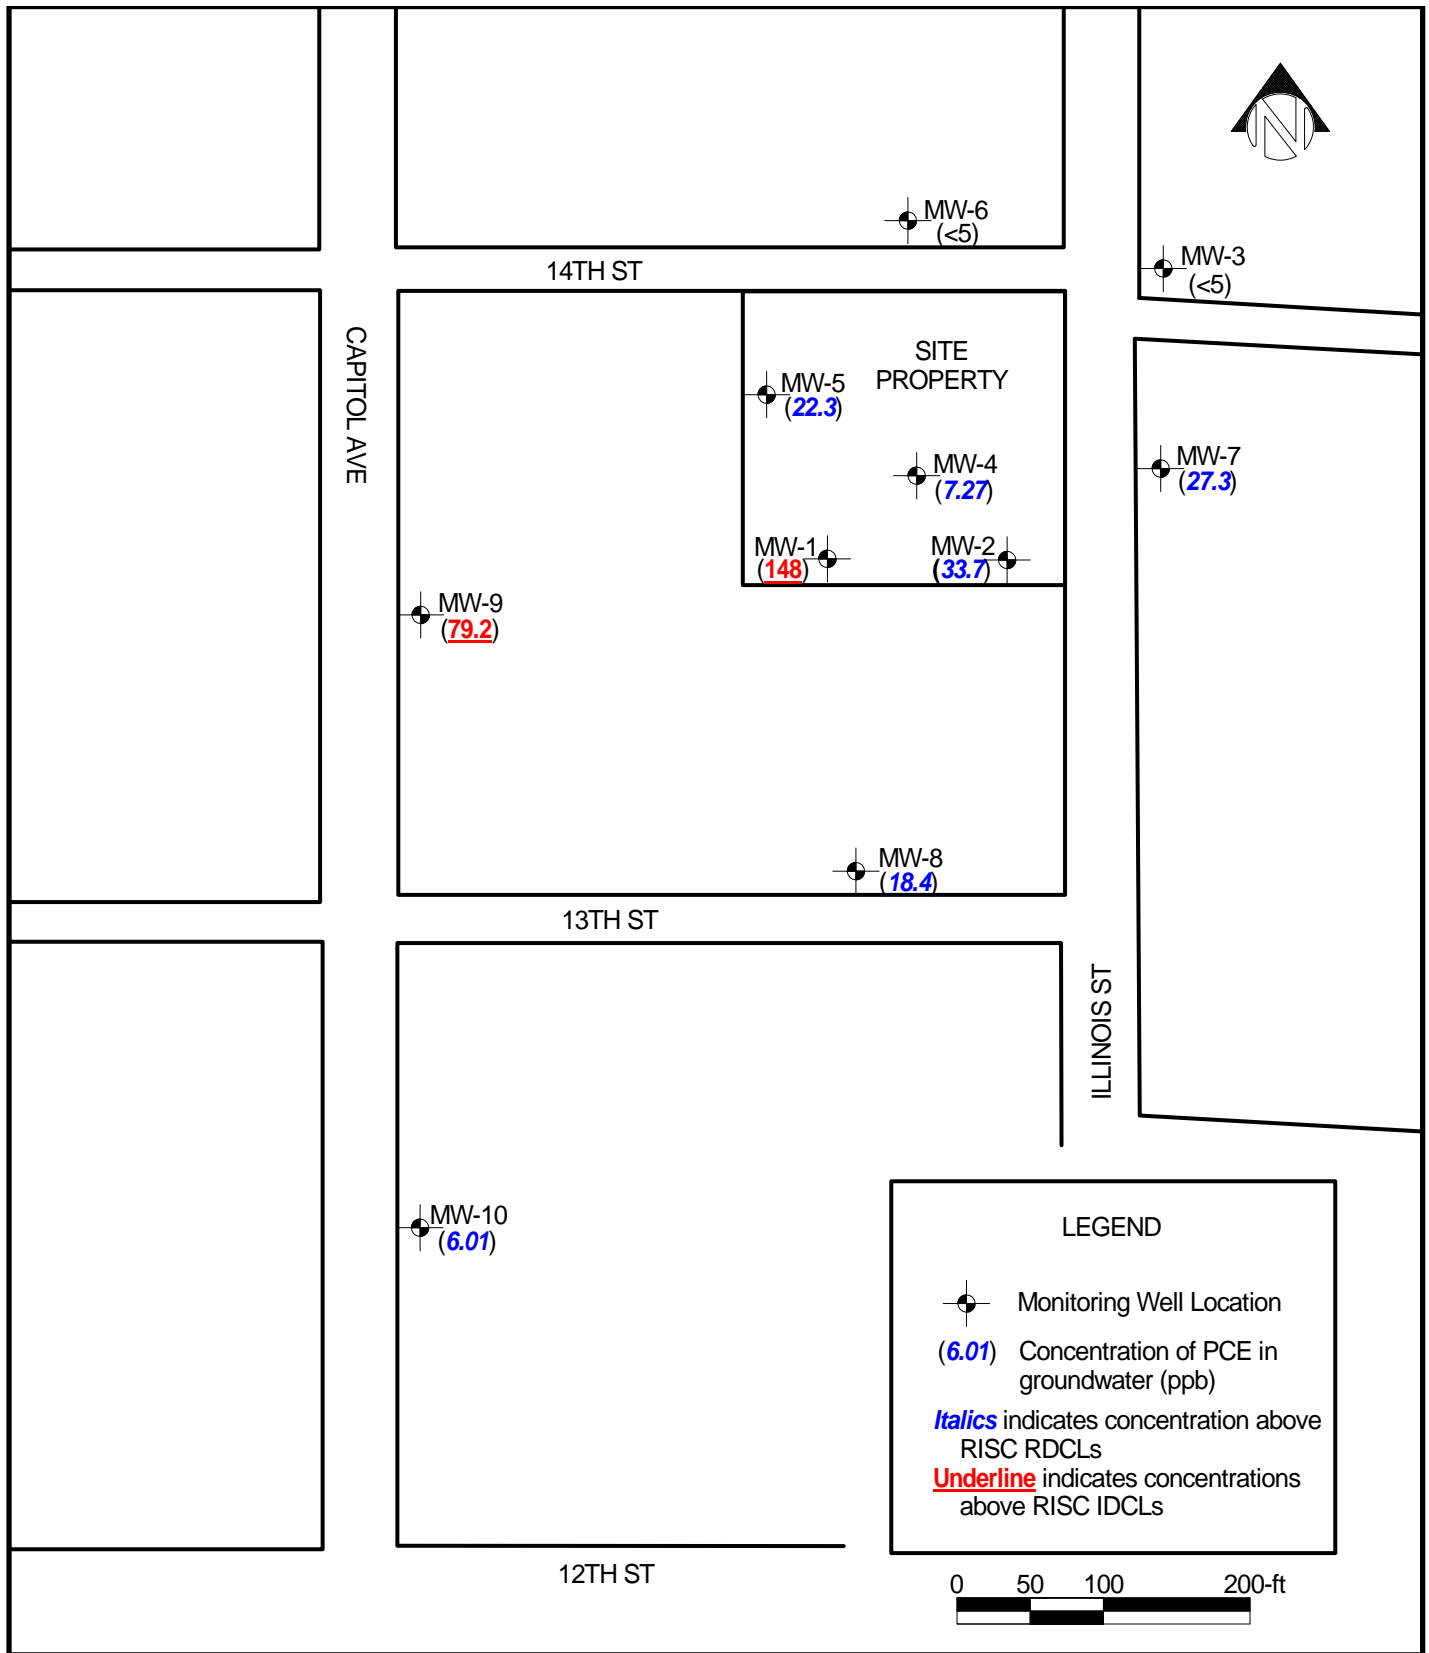 N
MW-6
(<5)
14TH ST
MW-3
(<5)
CAPITOL AVE
SITE
PROPERTY
MW-5
(22.3)
MW-4
(7.27)
MW-7
(27.3)
MW-1
(148)
MW-2
(33.7)
MW-9
(79.2)
MW-8
(18.4)
13TH ST
ILLINOIS ST
MW-10
(6.01)
12TH ST
LEGEND
Monitoring Well Location
(6.01) Concentration of PCE in
groundwater (ppb)
Italics indicates concentration above
RISC RDCLs
Underline indicates concentrations
above RISC IDCLs
0 50 100 200-ft